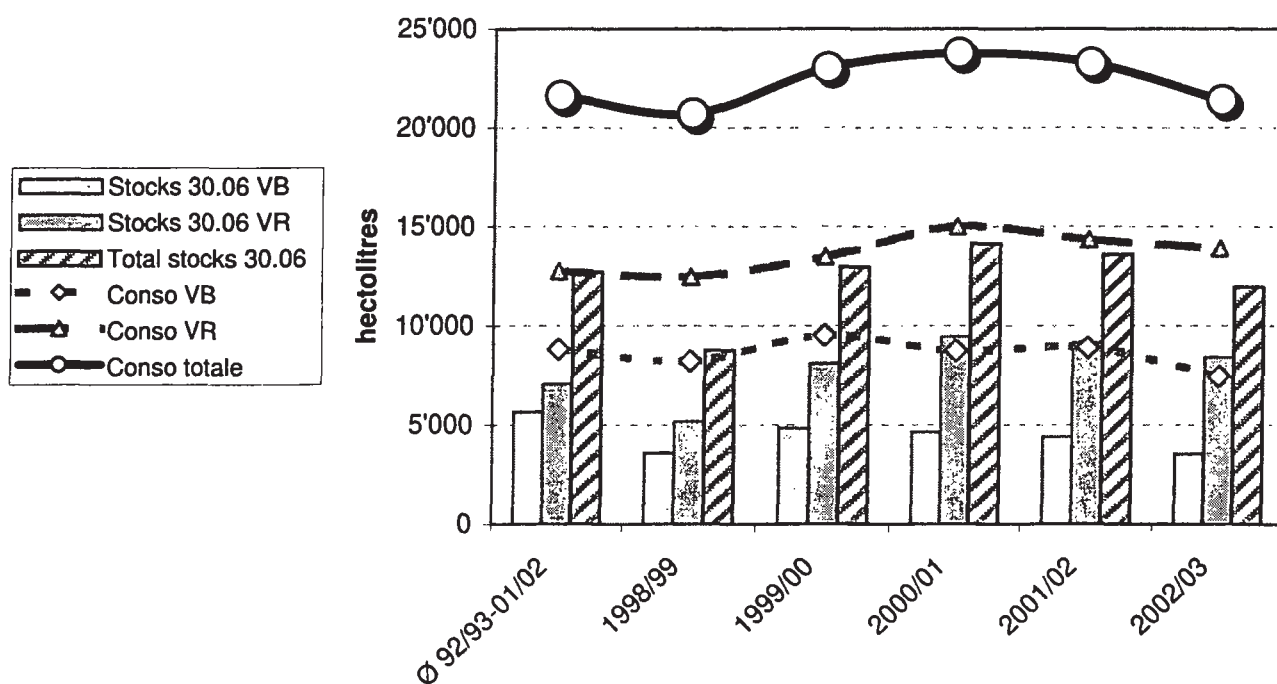 Stocks 30.06 VB
Stocks 30.06 VR
Total stocks 30.06
Conso VB
Conso VR
Conso totale
hectolitres
25'000
20'000
15'000
10'000
5'000
0
Ø 92/93-01/02
1998/99
1999/00
2000/01
2001/02
2002/03